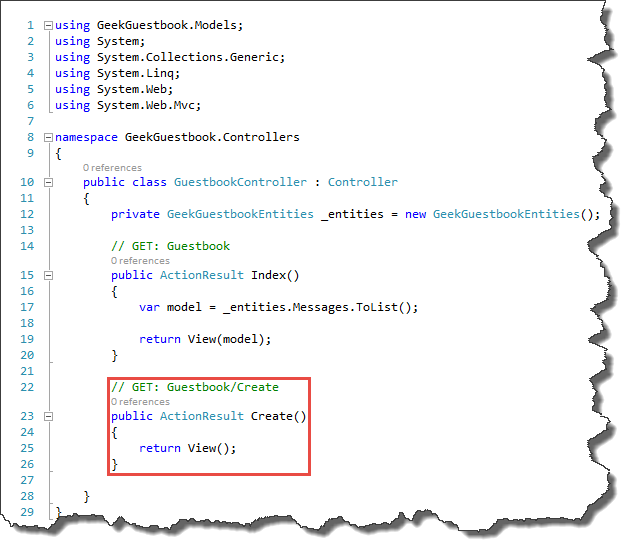 1 using GeekGuestbook.Models;
2 using System;
3 using System.Collections.Generic;
4 using System.Linq;
5 using System.Web;
6 using System.Web.Mvc;
7
8 namespace GeekGuestbook.Controllers
9 {
0 references
10 public class GuestbookController : Controller
11 {
12 private GeekGuestbookEntities _entities = new GeekGuestbookEntities();
13
14 // GET: Guestbook
0 references
15 public ActionResult Index()
16 {
17 var model = _entities.Messages.ToList();
18
19 return View(model);
20 }
21
22 // GET: Guestbook/Create
0 references
23 public ActionResult Create()
24 {
25 return View();
26 }
27
28 }
29 }